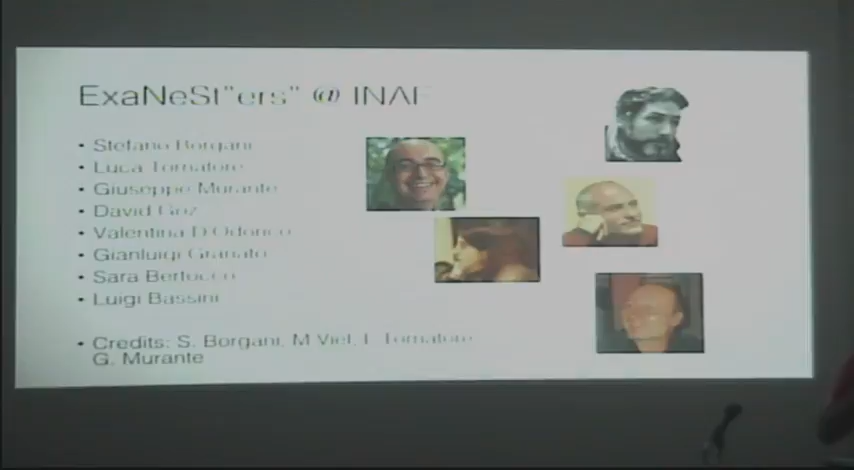 ExaNeSt"ers" @ INAF
• Stefano Borgani
• Luca Tornatore
• Giuseppe Murante
• David Goz
• Valentina D'Odorico
• Gianluigi Granato
• Sara Bertocco
• Luigi Bassini
• Credits: S. Borgani, M Viel, L Tornatore
G. Murante